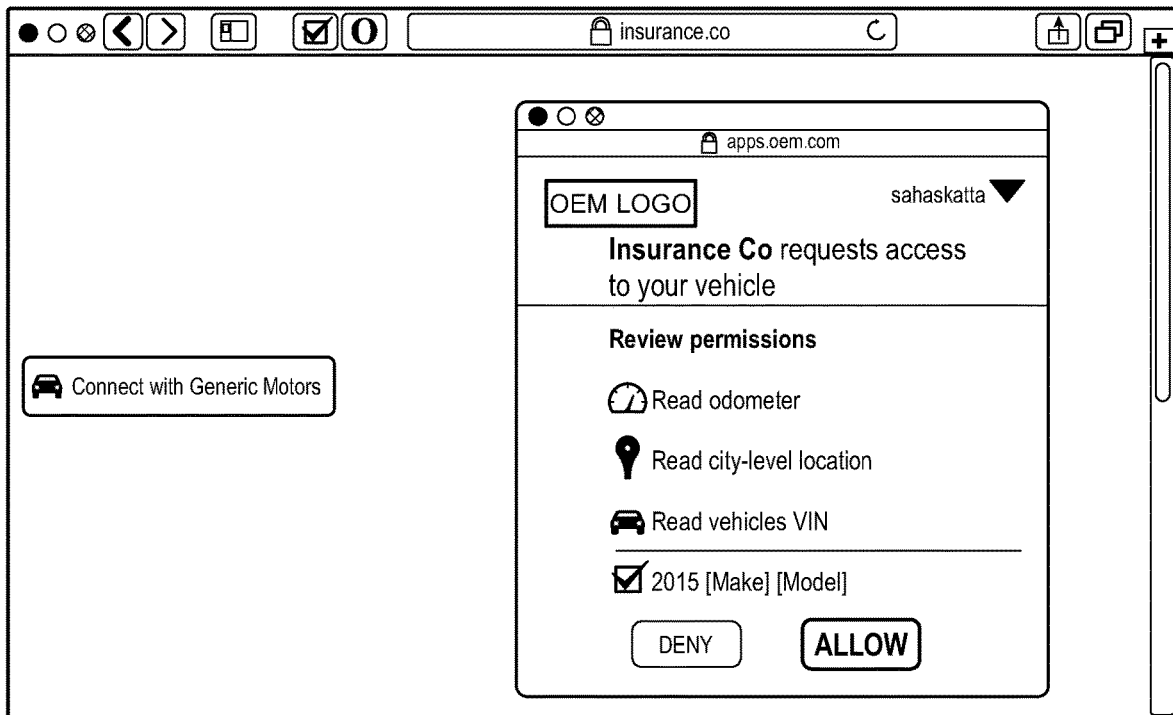 insurance.co
apps.oem.com
OEM LOGO
sahaskatta
Insurance Co requests access
to your vehicle
Review permissions
Connect with Generic Motors
Read odometer
Read city-level location
Read vehicles VIN
2015 [Make] [Model]
DENY
ALLOW